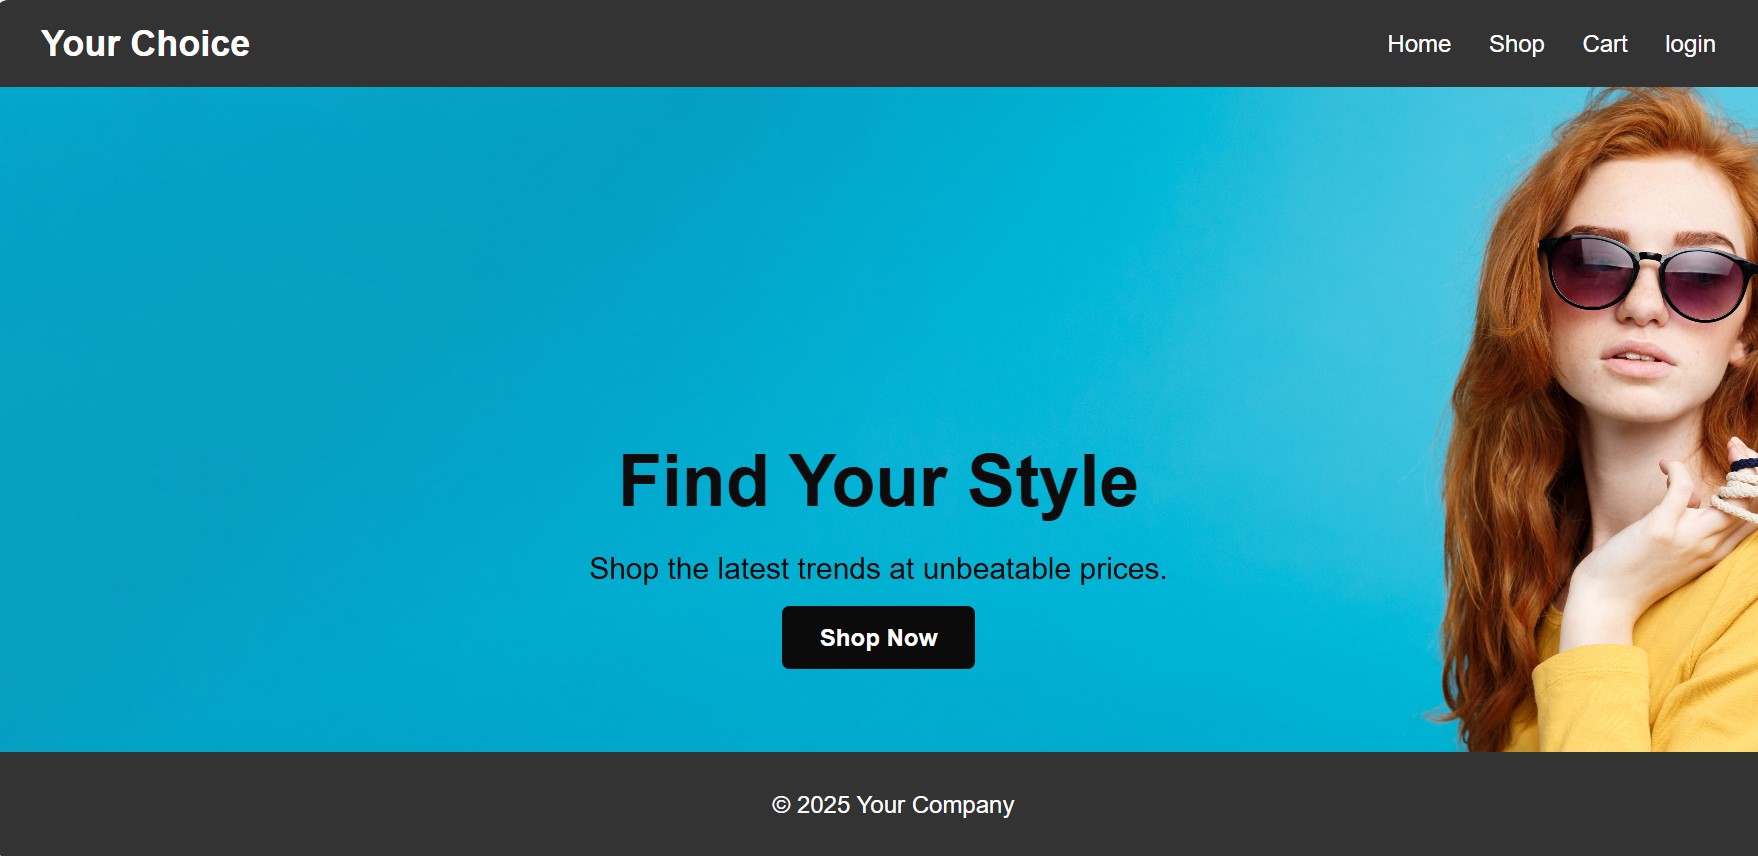 Your Choice
Home Shop Cart login
Find Your Style
Shop the latest trends at unbeatable prices.
Shop Now
© 2025 Your Company